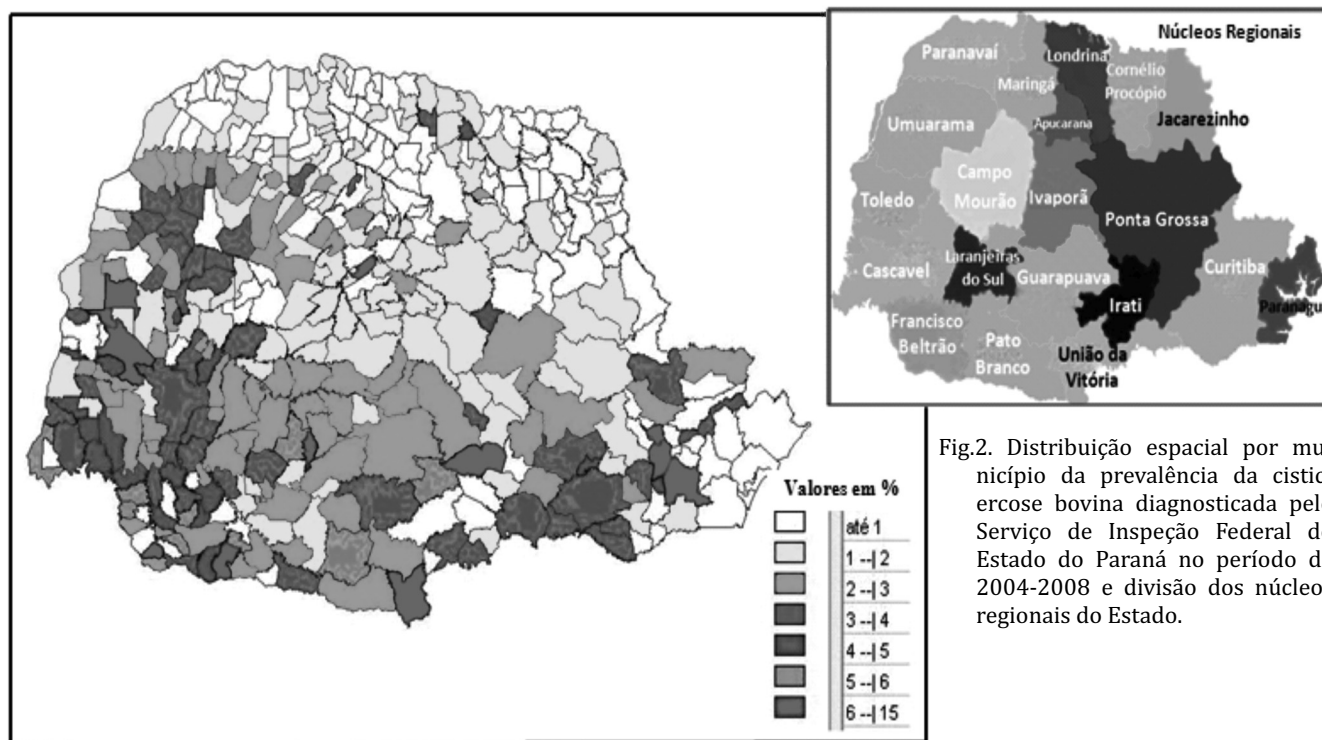 Núcleos Regionais
Paranavaí
Londrina
Maringá
Cornélio
Procópio
Umuarama
Apucarana
Jacarezinho
Campo
Mourão
Ivaporã
Toledo
Ponta Grossa
Cascavel
Laranjeiras
do Sul
Guarapuava
Curitiba
Irati
Paranagu
Francisco
Beltrão
Pato
Branco
União da
Vitória
Valores em %
até 1
1 --| 2
2 --| 3
3 --| 4
4 --| 5
5 --| 6
6 --| 15
Fig.2. Distribuição espacial por mu
nicípio da prevalência da cistic
ercose bovina diagnosticada pel
Serviço de Inspeção Federal d
Estado do Paraná no período d
2004-2008 e divisão dos núcleo
regionais do Estado.